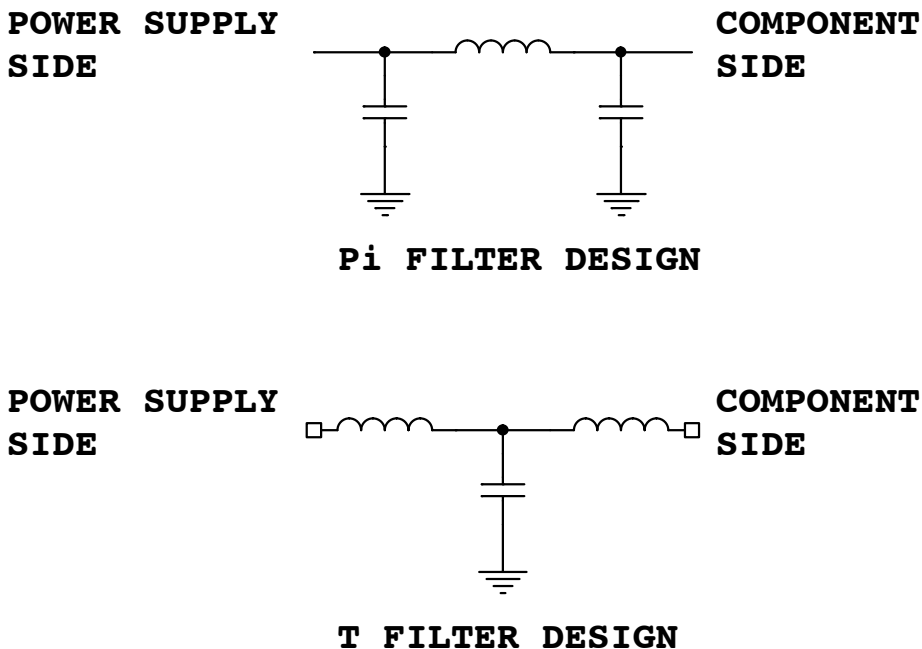 POWER SUPPLY
SIDE
COMPONENT
SIDE
Pi FILTER DESIGN
POWER SUPPLY
SIDE
COMPONENT
SIDE
T FILTER DESIGN